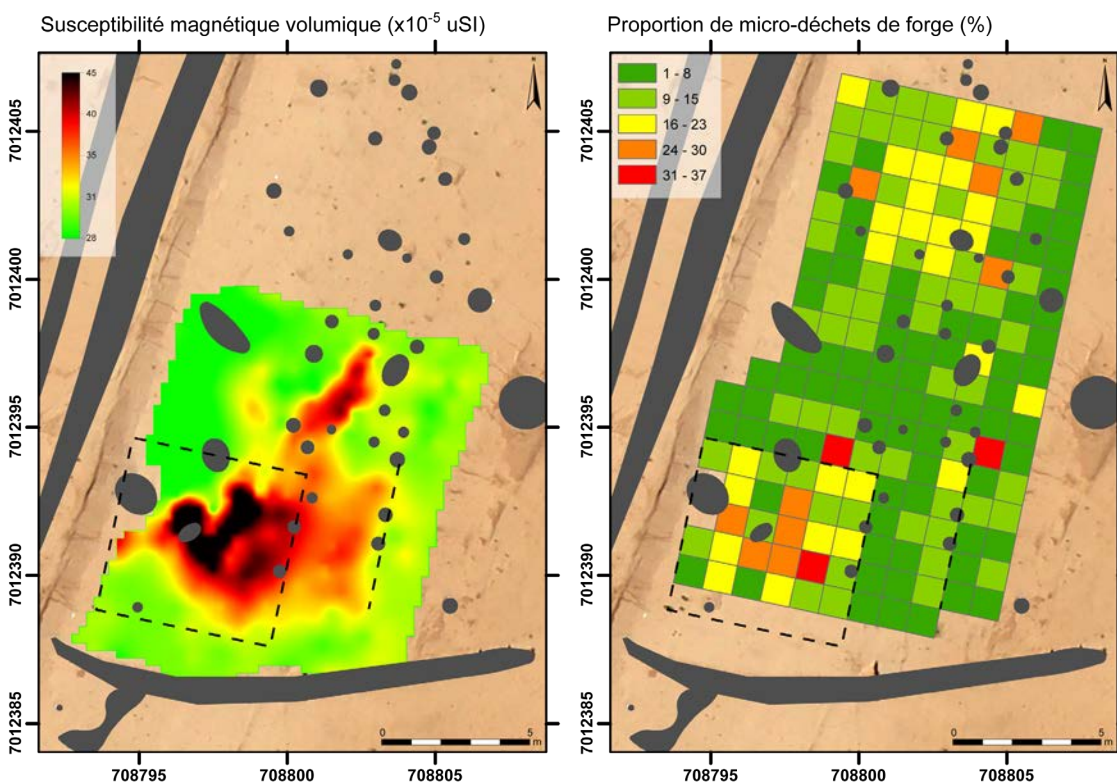 Susceptibilité magnétique volumique (x10⁻⁵ uSI)
45
40
35
31
28
N
7012405
7012400
7012395
7012390
7012385
0 5
m
708795 708800 708805
Proportion de micro-déchets de forge (%)
1 - 8
9 - 15
16 - 23
24 - 30
31 - 37
N
7012405
7012400
7012395
7012390
7012385
0 5
m
708795 708800 708805